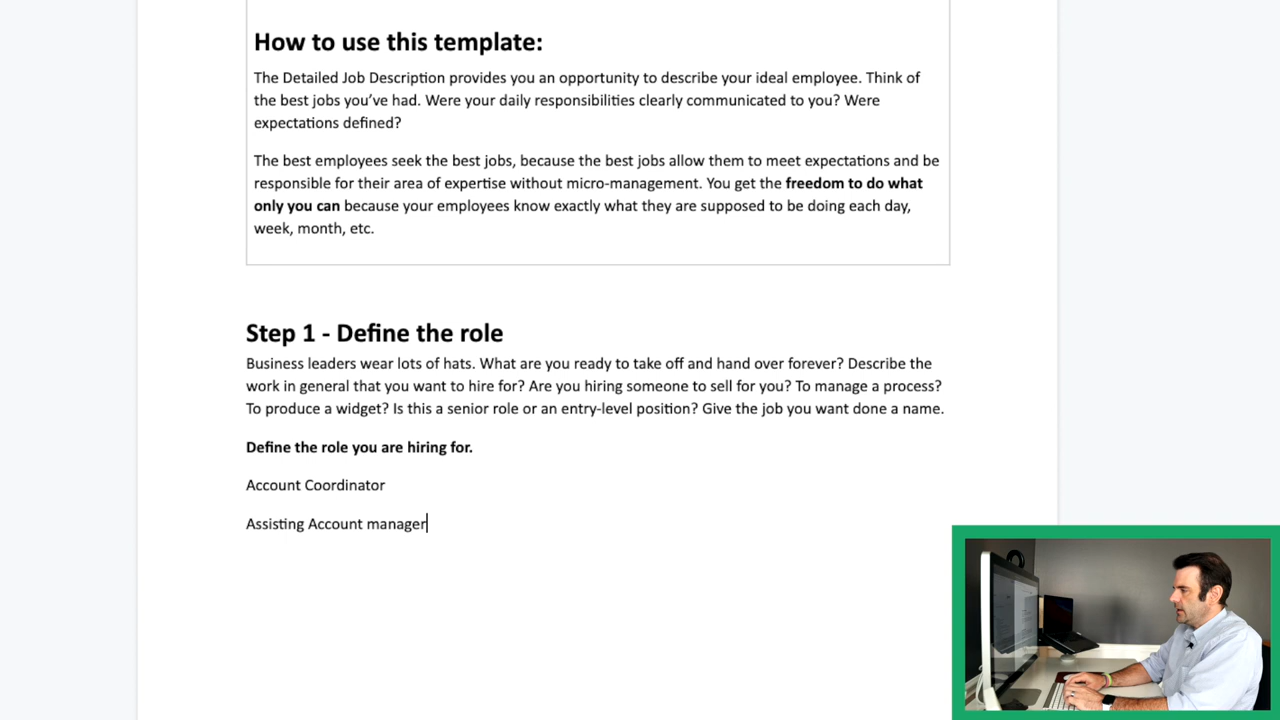 How to use this template:
The Detailed Job Description provides you an opportunity to describe your ideal employee. Think of
the best jobs you’ve had. Were your daily responsibilities clearly communicated to you? Were
expectations defined?
The best employees seek the best jobs, because the best jobs allow them to meet expectations and be
responsible for their area of expertise without micro-management. You get the freedom to do what
only you can because your employees know exactly what they are supposed to be doing each day,
week, month, etc.
Step 1 - Define the role
Business leaders wear lots of hats. What are you ready to take off and hand over forever? Describe the
work in general that you want to hire for? Are you hiring someone to sell for you? To manage a process?
To produce a widget? Is this a senior role or an entry-level position? Give the job you want done a name.
Define the role you are hiring for.
Account Coordinator
Assisting Account manager